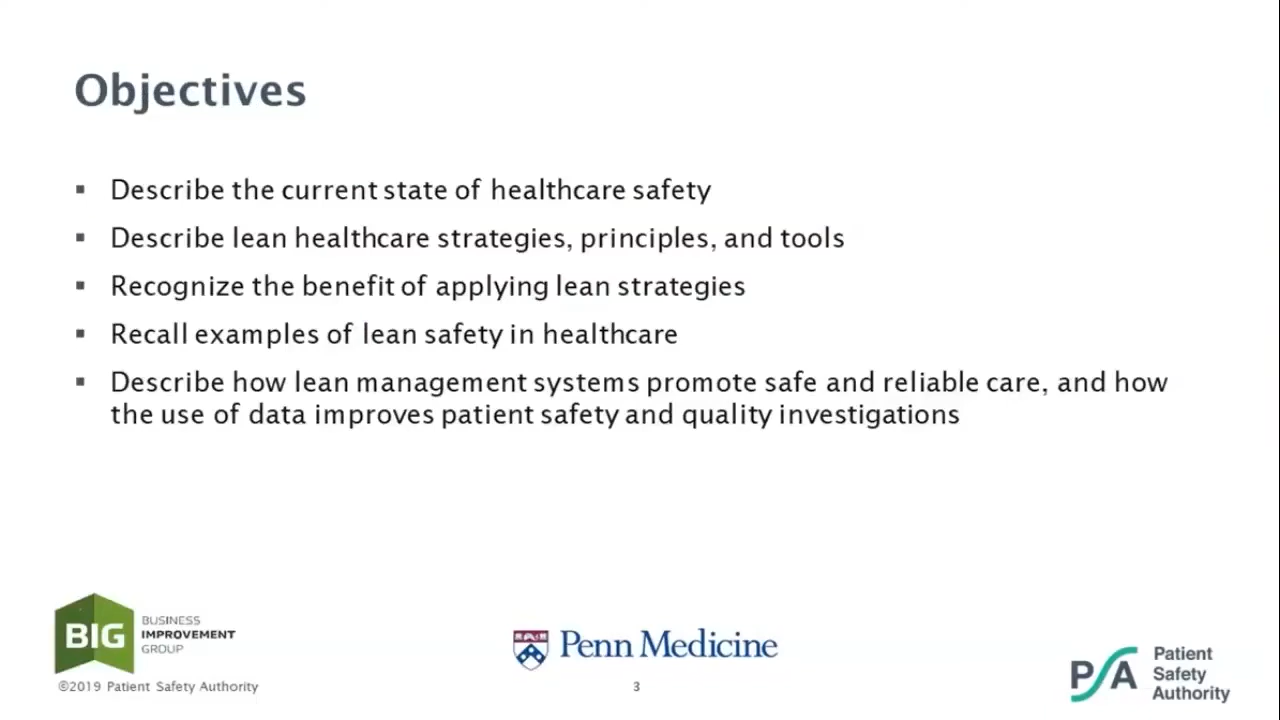 Objectives
Describe the current state of healthcare safety
Describe lean healthcare strategies, principles, and tools
Recognize the benefit of applying lean strategies
Recall examples of lean safety in healthcare
Describe how lean management systems promote safe and reliable care, and how
the use of data improves patient safety and quality investigations
BIG
BUSINESS
IMPROVEMENT
GROUP
©2019 Patient Safety Authority
Penn Medicine
3
PSA
Patient
Safety
Authority